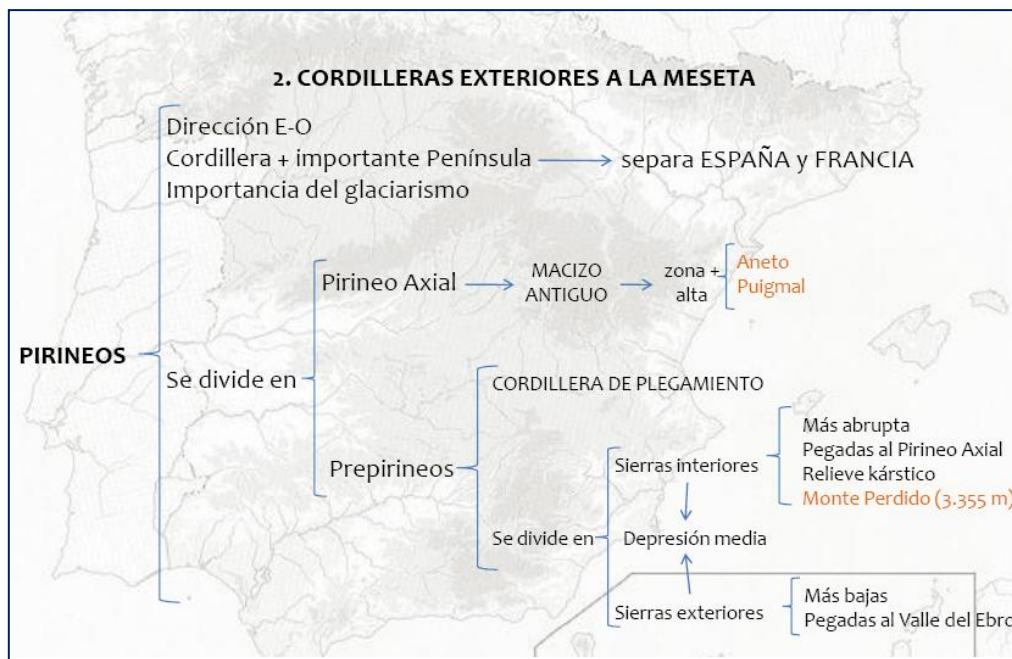 2. CORDILLERAS EXTERIORES A LA MESETA
Dirección E-O
Cordillera + importante Península
separa ESPAÑA y FRANCIA
Importancia del glaciarismo
Pirineo Axial
MACIZO
ANTIGUO
zona +
alta
Aneto
Puigmal
PIRINEOS
Se divide en
CORDILLERA DE PLEGAMIENTO
Prepirineos
Se divide en
Sierras interiores
Más abrupta
Pegadas al Pirineo Axial
Relieve kárstico
Monte Perdido (3.355 m)
Depresión media
Sierras exteriores
Más bajas
Pegadas al Valle del Ebro